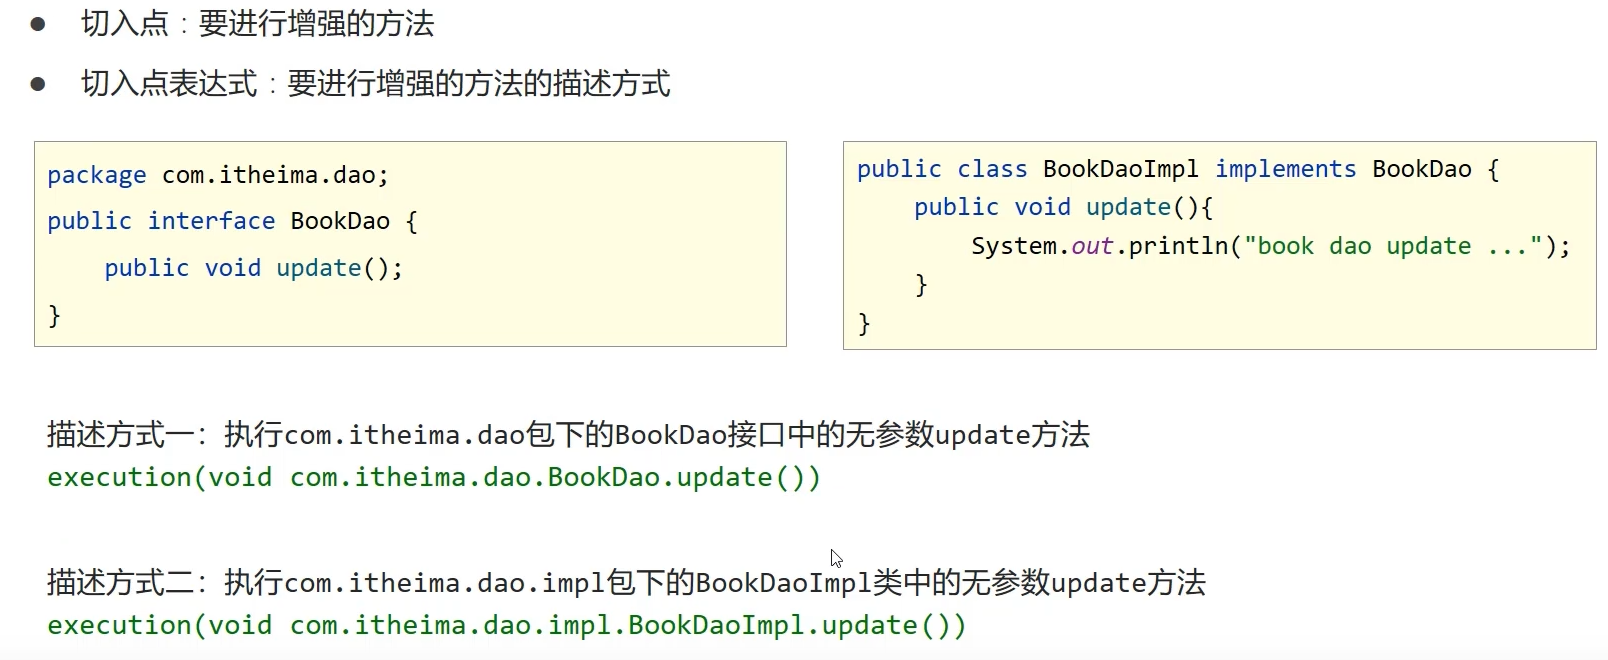 切入点：要进行增强的方法
切入点表达式：要进行增强的方法的描述方式
package com.itheima.dao;
public interface BookDao {
    public void update();
}
public class BookDaoImpl implements BookDao {
    public void update(){
        System.out.println("book dao update ...");
    }
}
描述方式一：执行com.itheima.dao包下的BookDao接口中的无参数update方法
execution(void com.itheima.dao.BookDao.update())
描述方式二：执行com.itheima.dao.impl包下的BookDaoImpl类中的无参数update方法
execution(void com.itheima.dao.impl.BookDaoImpl.update())